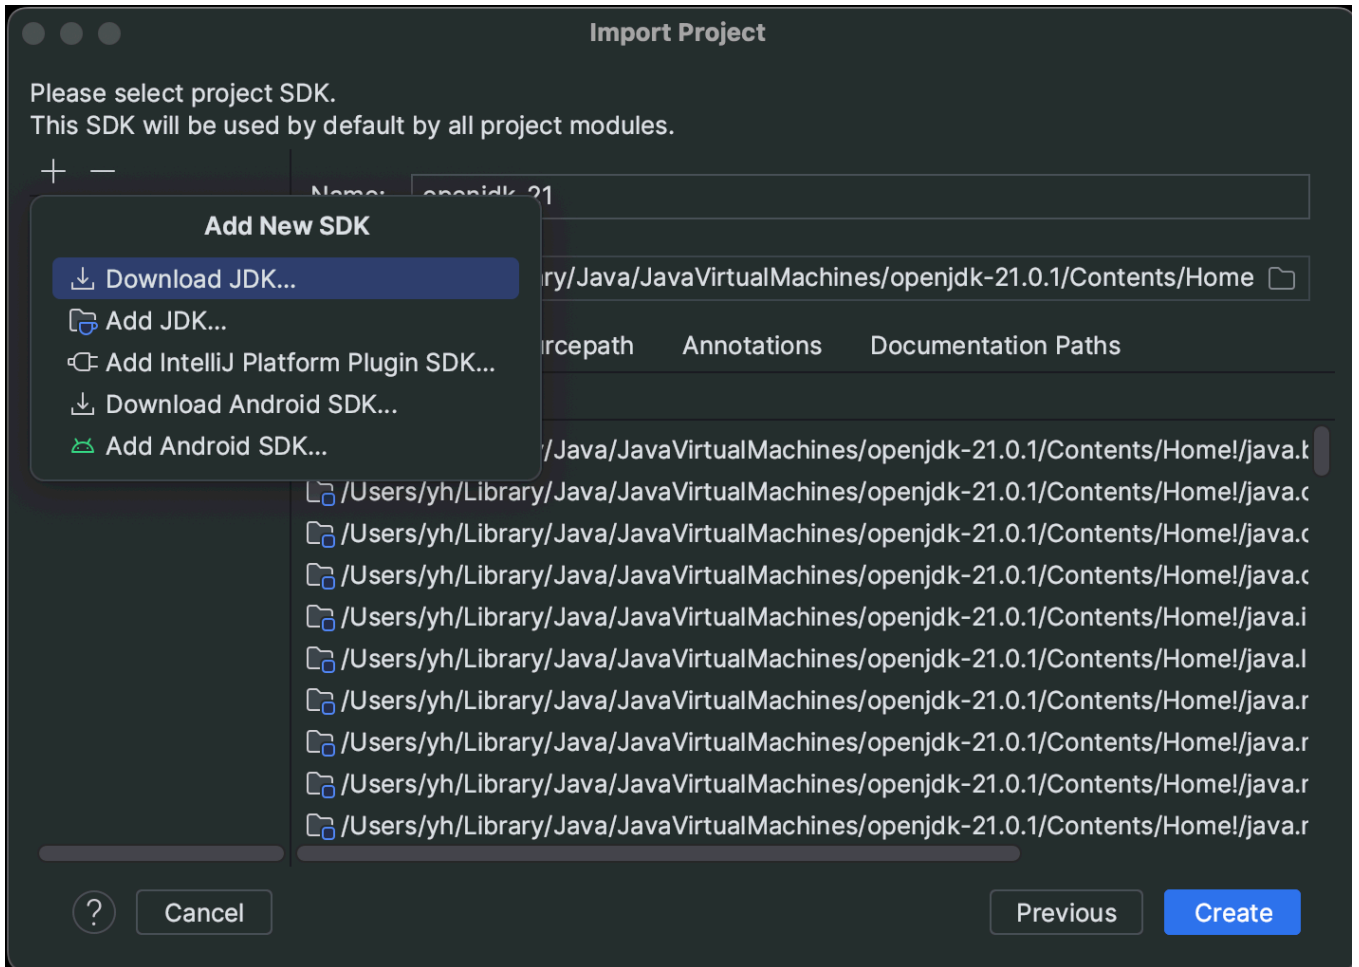 Import Project
Please select project SDK.
This SDK will be used by default by all project modules.
Name: openjdk-21
Add New SDK
Download JDK...
Add JDK...
Add IntelliJ Platform Plugin SDK...
Download Android SDK...
Add Android SDK...
/Java/JavaVirtualMachines/openjdk-21.0.1/Contents/Home
Annotations Documentation Paths
/Java/JavaVirtualMachines/openjdk-21.0.1/Contents/Home!/java.
/Users/yh/Library/Java/JavaVirtualMachines/openjdk-21.0.1/Contents/Home!/java.
/Users/yh/Library/Java/JavaVirtualMachines/openjdk-21.0.1/Contents/Home!/java.
/Users/yh/Library/Java/JavaVirtualMachines/openjdk-21.0.1/Contents/Home!/java.
/Users/yh/Library/Java/JavaVirtualMachines/openjdk-21.0.1/Contents/Home!/java.i
/Users/yh/Library/Java/JavaVirtualMachines/openjdk-21.0.1/Contents/Home!/java.l
/Users/yh/Library/Java/JavaVirtualMachines/openjdk-21.0.1/Contents/Home!/java.
/Users/yh/Library/Java/JavaVirtualMachines/openjdk-21.0.1/Contents/Home!/java.
/Users/yh/Library/Java/JavaVirtualMachines/openjdk-21.0.1/Contents/Home!/java.
/Users/yh/Library/Java/JavaVirtualMachines/openjdk-21.0.1/Contents/Home!/java.
? Cancel Previous Create